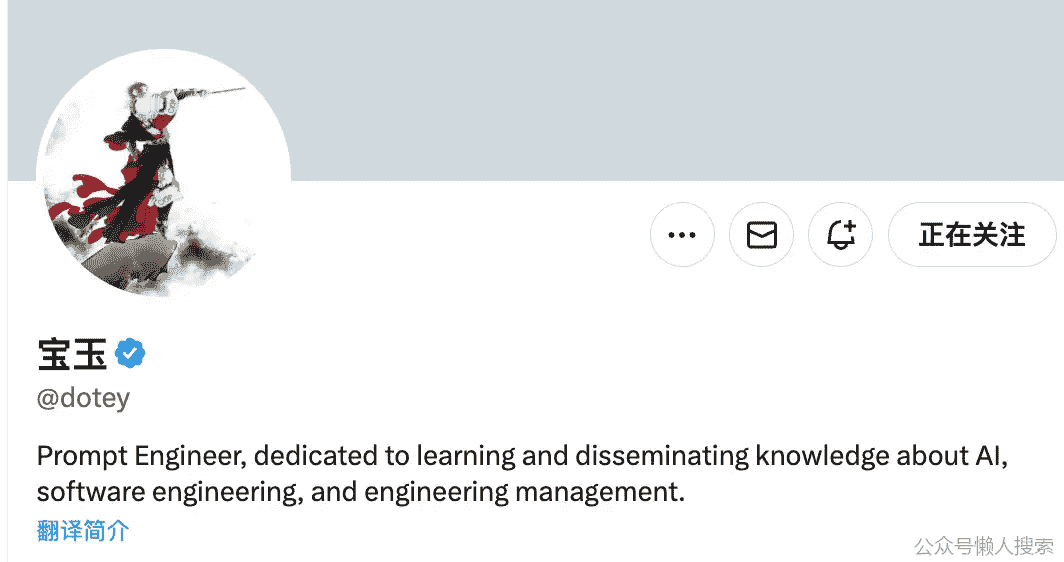 正在关注
宝玉
@dotey
Prompt Engineer, dedicated to learning and disseminating knowledge about AI,
software engineering, and engineering management.
翻译简介
公众号懒人搜索